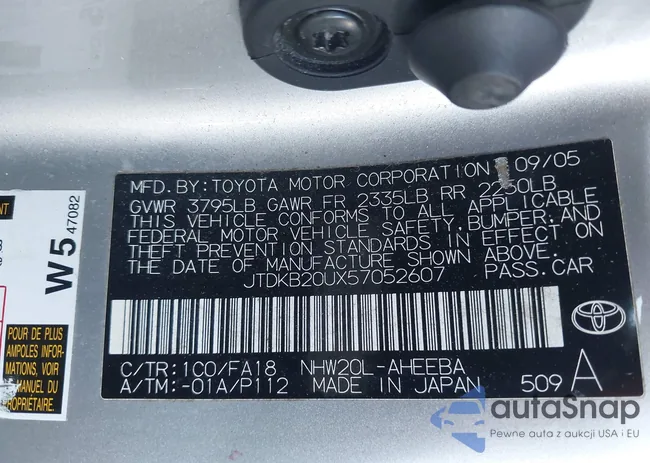 MFD. BY: TOYOTA MOTOR CORPORATION 09/05
GVWR 3795LB GAWR FR 2335LB RR 2250LB
THIS VEHICLE CONFORMS TO ALL APPLICABLE
FEDERAL MOTOR VEHICLE SAFETY, BUMPER, AND
THEFT PREVENTION STANDARDS IN EFFECT ON
THE DATE OF MANUFACTURE SHOWN ABOVE.
JTDKB20UX57052607 PASS. CAR
C/TR: 1C0/FA18 NHW20L-AHEEBA
A/TM: -01A/P112 MADE IN JAPAN 509 A
W5 47082
POUR DE PLUS
AMPLES INFOR-
MATIONS, VOIR
LE MANUEL DU
PROPRIÉTAIRE.
autaSnap
Pewne auta z aukcji USA i EU